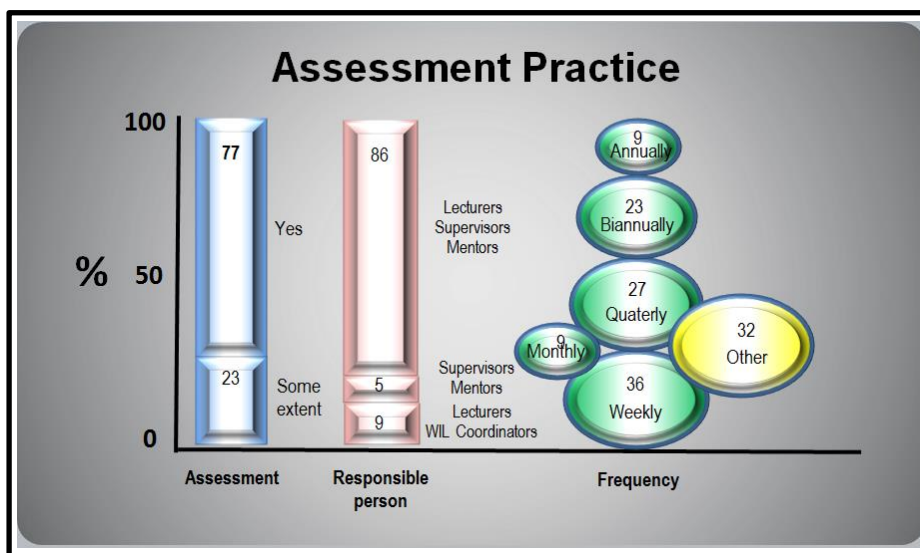 Assessment Practice
100
%
50
0
77
Yes
23
Some
extent
Assessment
86
Lecturers
Supervisors
Mentors
5
Supervisors
Mentors
9
Lecturers
WIL Coordinators
Responsible
person
9
Annually
23
Biannually
27
Quaterly
9
Monthly
32
Other
36
Weekly
Frequency